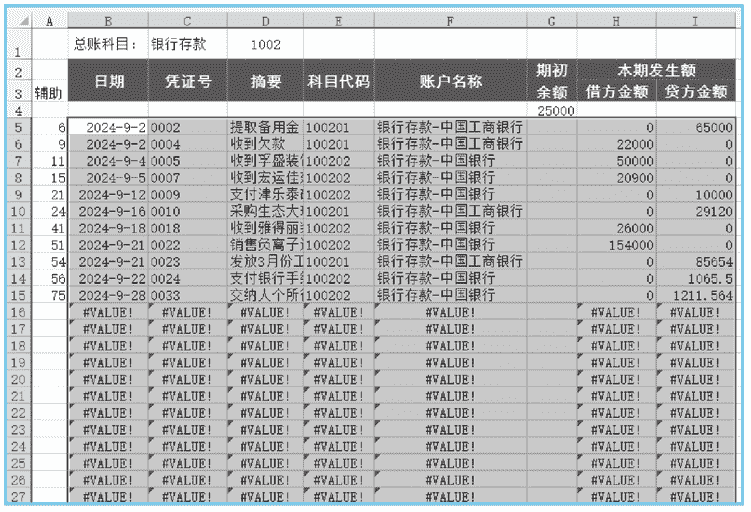 A B C D E F G H I
1 总账科目： 银行存款 1002
2 日期 凭证号 摘要 科目代码 账户名称 期初 本期发生额
3 辅助 余额 借方金额 贷方金额
4 25000
5 6 2024-9-2 0002 提取备用金 100201 银行存款-中国工商银行 0 65000
6 9 2024-9-2 0004 收到欠款 100201 银行存款-中国工商银行 22000 0
7 11 2024-9-4 0005 收到孚盛装 100202 银行存款-中国银行 50000 0
8 15 2024-9-5 0007 收到宏运佳 100202 银行存款-中国银行 20900 0
9 21 2024-9-12 0009 支付津乐泰 100202 银行存款-中国银行 0 10000
10 24 2024-9-16 0010 采购生态大 100201 银行存款-中国工商银行 0 29120
11 41 2024-9-18 0018 收到雅得丽 100202 银行存款-中国银行 26000 0
12 51 2024-9-21 0022 销售负离子 100202 银行存款-中国银行 154000 0
13 54 2024-9-21 0023 发放3月份工 100201 银行存款-中国工商银行 0 85654
14 56 2024-9-22 0024 支付银行手 100202 银行存款-中国银行 0 1065.5
15 75 2024-9-28 0033 交纳人个所 100202 银行存款-中国银行 0 1211.564
16 #VALUE! #VALUE! #VALUE! #VALUE! #VALUE! #VALUE! #VALUE!
17 #VALUE! #VALUE! #VALUE! #VALUE! #VALUE! #VALUE! #VALUE!
18 #VALUE! #VALUE! #VALUE! #VALUE! #VALUE! #VALUE! #VALUE!
19 #VALUE! #VALUE! #VALUE! #VALUE! #VALUE! #VALUE! #VALUE!
20 #VALUE! #VALUE! #VALUE! #VALUE! #VALUE! #VALUE! #VALUE!
21 #VALUE! #VALUE! #VALUE! #VALUE! #VALUE! #VALUE! #VALUE!
22 #VALUE! #VALUE! #VALUE! #VALUE! #VALUE! #VALUE! #VALUE!
23 #VALUE! #VALUE! #VALUE! #VALUE! #VALUE! #VALUE! #VALUE!
24 #VALUE! #VALUE! #VALUE! #VALUE! #VALUE! #VALUE! #VALUE!
25 #VALUE! #VALUE! #VALUE! #VALUE! #VALUE! #VALUE! #VALUE!
26 #VALUE! #VALUE! #VALUE! #VALUE! #VALUE! #VALUE! #VALUE!
27 #VALUE! #VALUE! #VALUE! #VALUE! #VALUE! #VALUE! #VALUE!